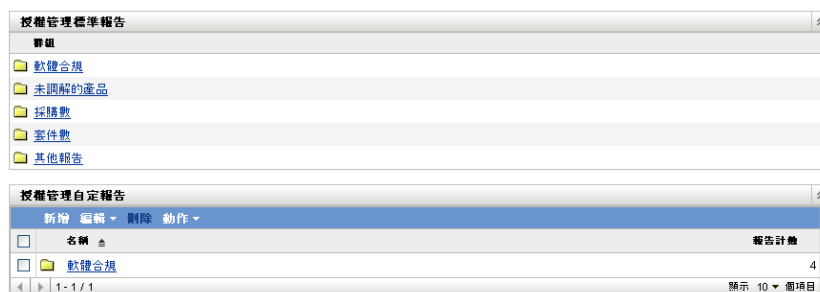 授權管理標準報告
群組
軟體合規
未調解的產品
採購數
套件數
其他報告
授權管理自定報告
新增 編輯 刪除 動作
名稱 報告計數
軟體合規 4
1 - 1 / 1 顯示 10 個項目